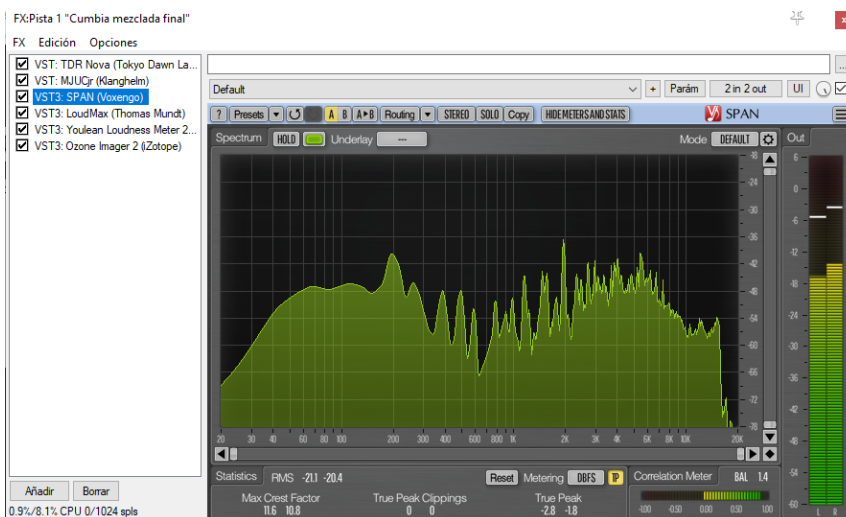 FX:Pista 1 "Cumbia mezclada final"
x
FX Edición Opciones
VST: TDR Nova (Tokyo Dawn La...
VST: MJUCjr (Klanghelm)
VST3: SPAN (Voxengo)
VST3: LoudMax (Thomas Mundt)
VST3: Youlean Loudness Meter 2...
VST3: Ozone Imager 2 (iZotope)
Añadir Borrar
0.9%/8.1% CPU 0/1024 spls
...
Default + Parám 2 in 2 out UI
? Presets A B A▸B Routing STEREO SOLO Copy HIDE METERS AND STATS SPAN
Spectrum HOLD Underlay --- Mode DEFAULT Out
-18
-24
-30
-36
-42
-48
-54
-60
-66
-72
-78
20 30 40 60 80 100 200 300 400 600 800 1K 2K 3K 4K 6K 8K 10K 20K
6
0
-6
-12
-18
-24
-30
-36
-42
-48
-54
-60
L R
Statistics RMS -21.1 -20.4 Reset Metering DBFS TP Correlation Meter BAL 1.4
Max Crest Factor True Peak Clippings True Peak
11.6 10.8 0 0 -2.8 -1.8
-1.00 -0.50 0.00 0.50 1.00